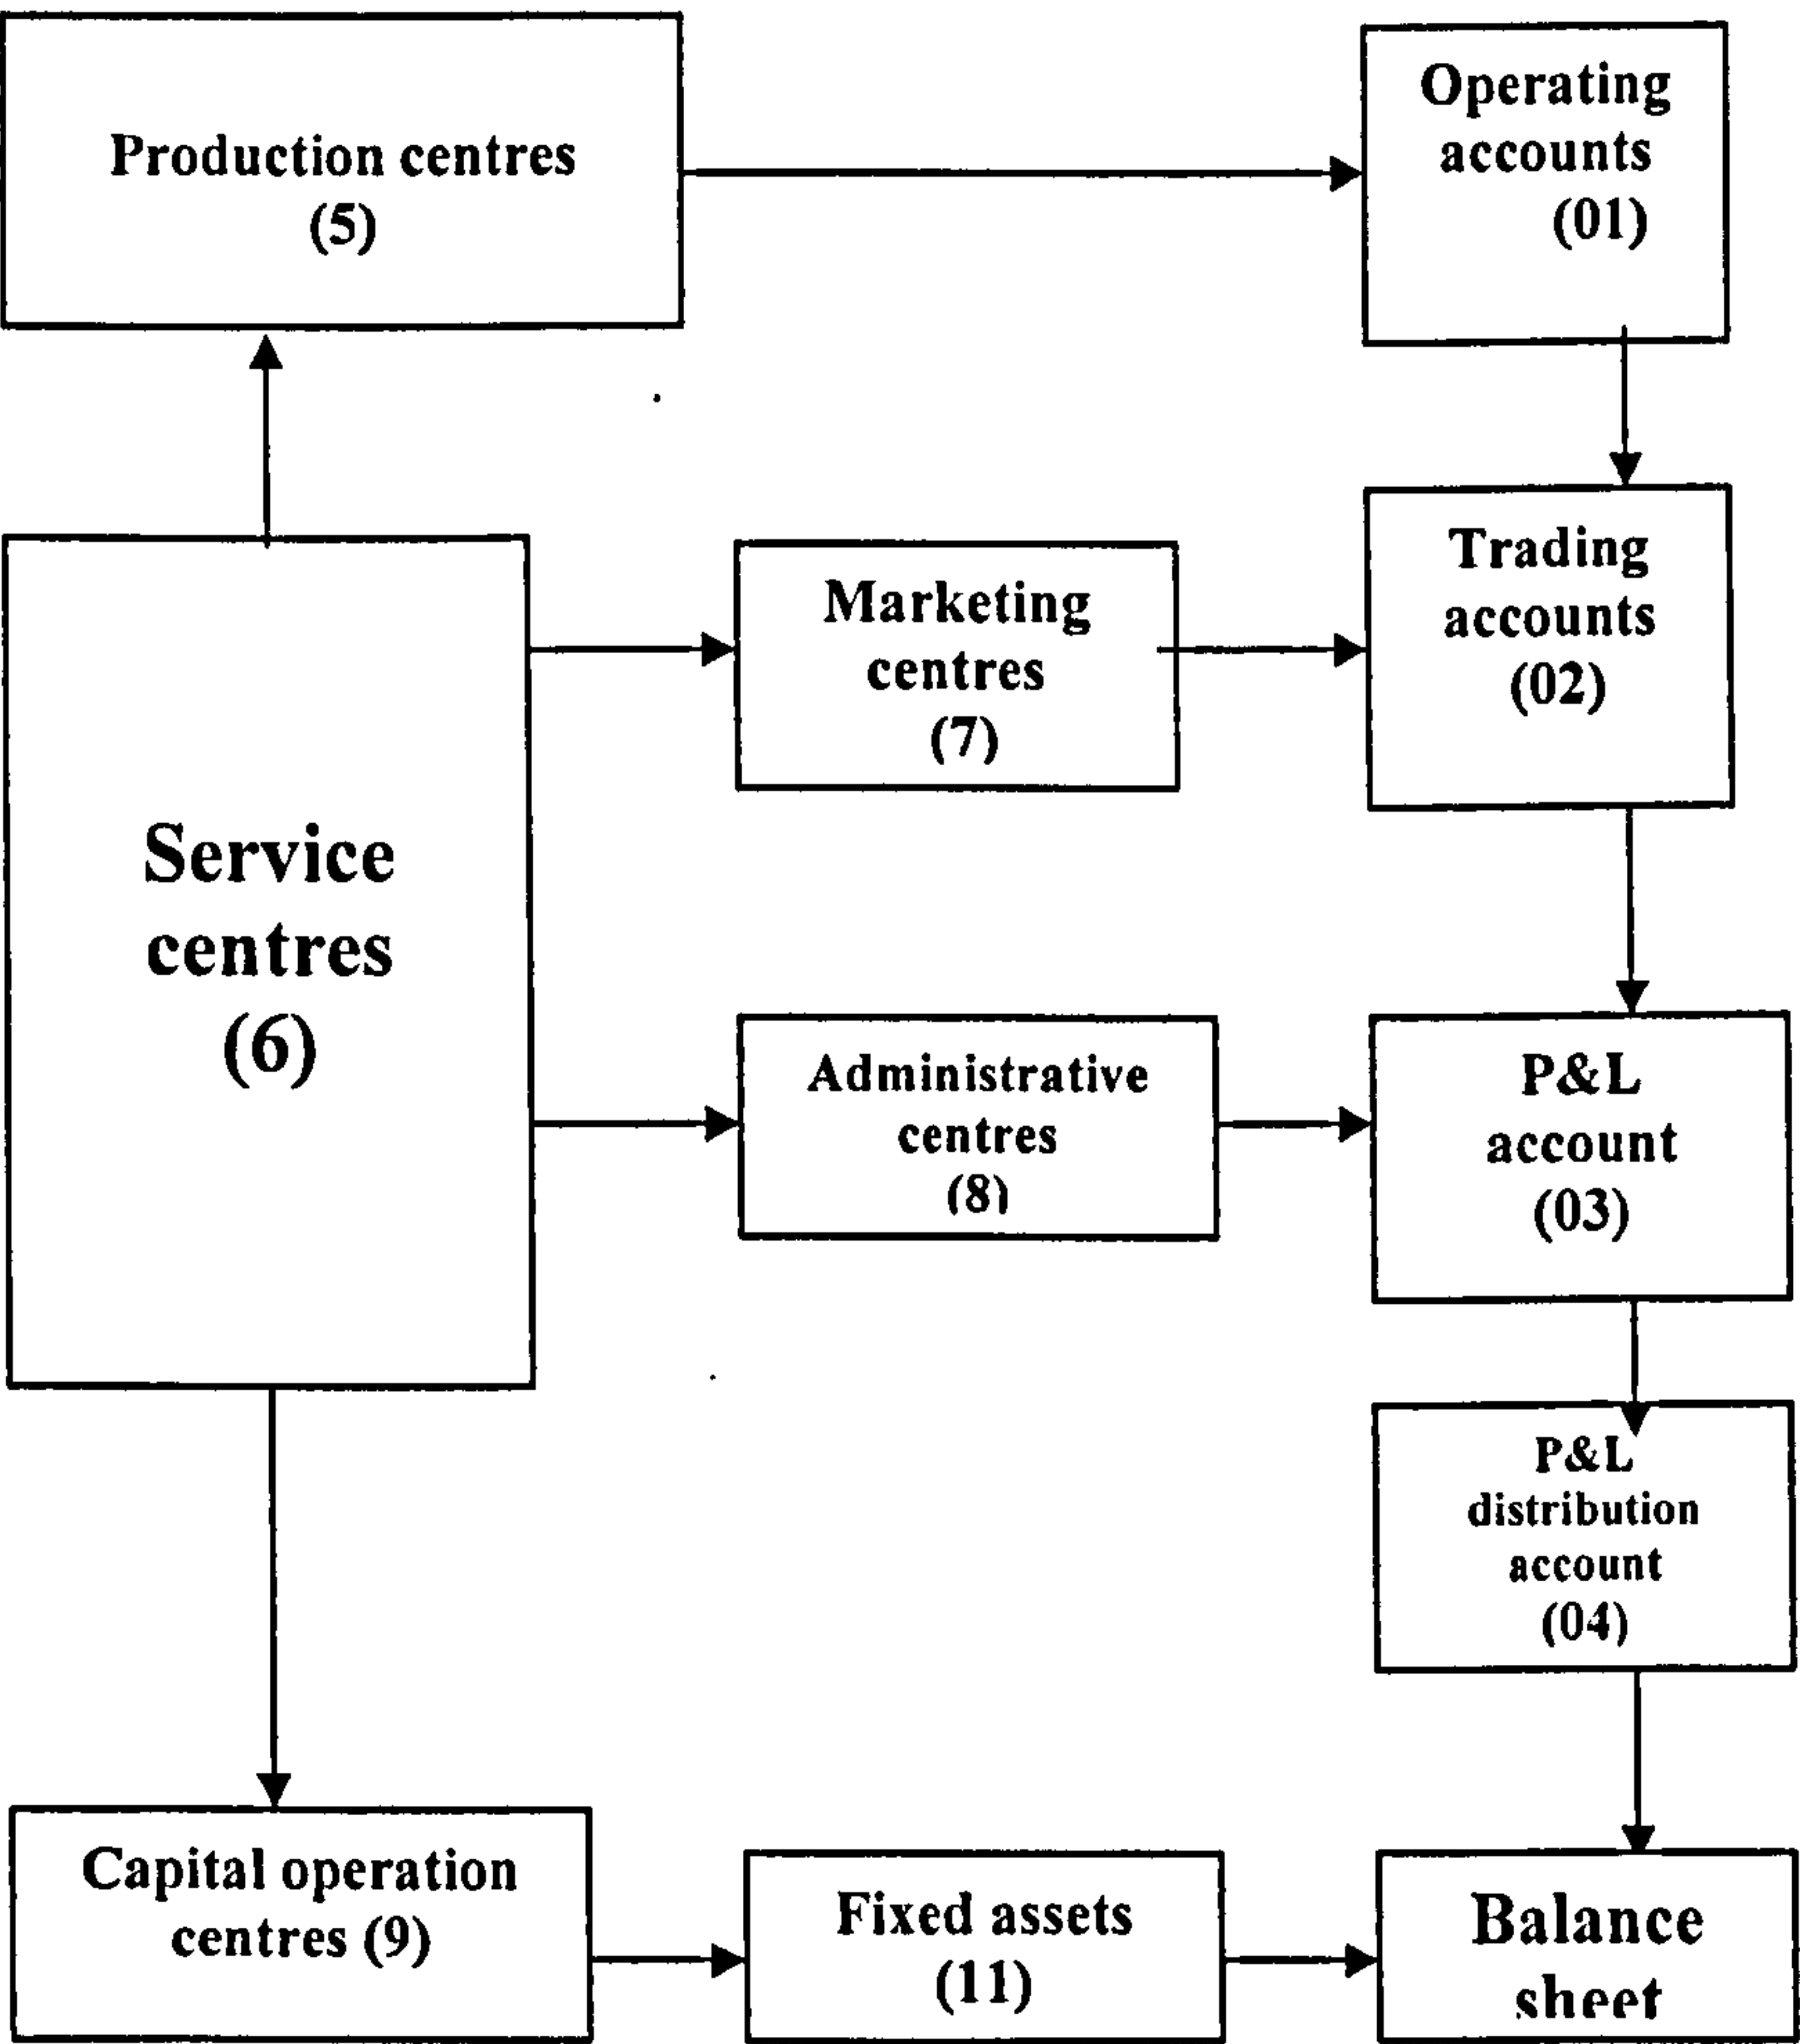 Production centres
(5)
Operating
accounts
(01)
Service
centres
(6)
Marketing
centres
(7)
Trading
accounts
(02)
Administrative
centres
(8)
P&L
account
(03)
P&L
distribution
account
(04)
Capital operation
centres (9)
Fixed assets
(11)
Balance
sheet